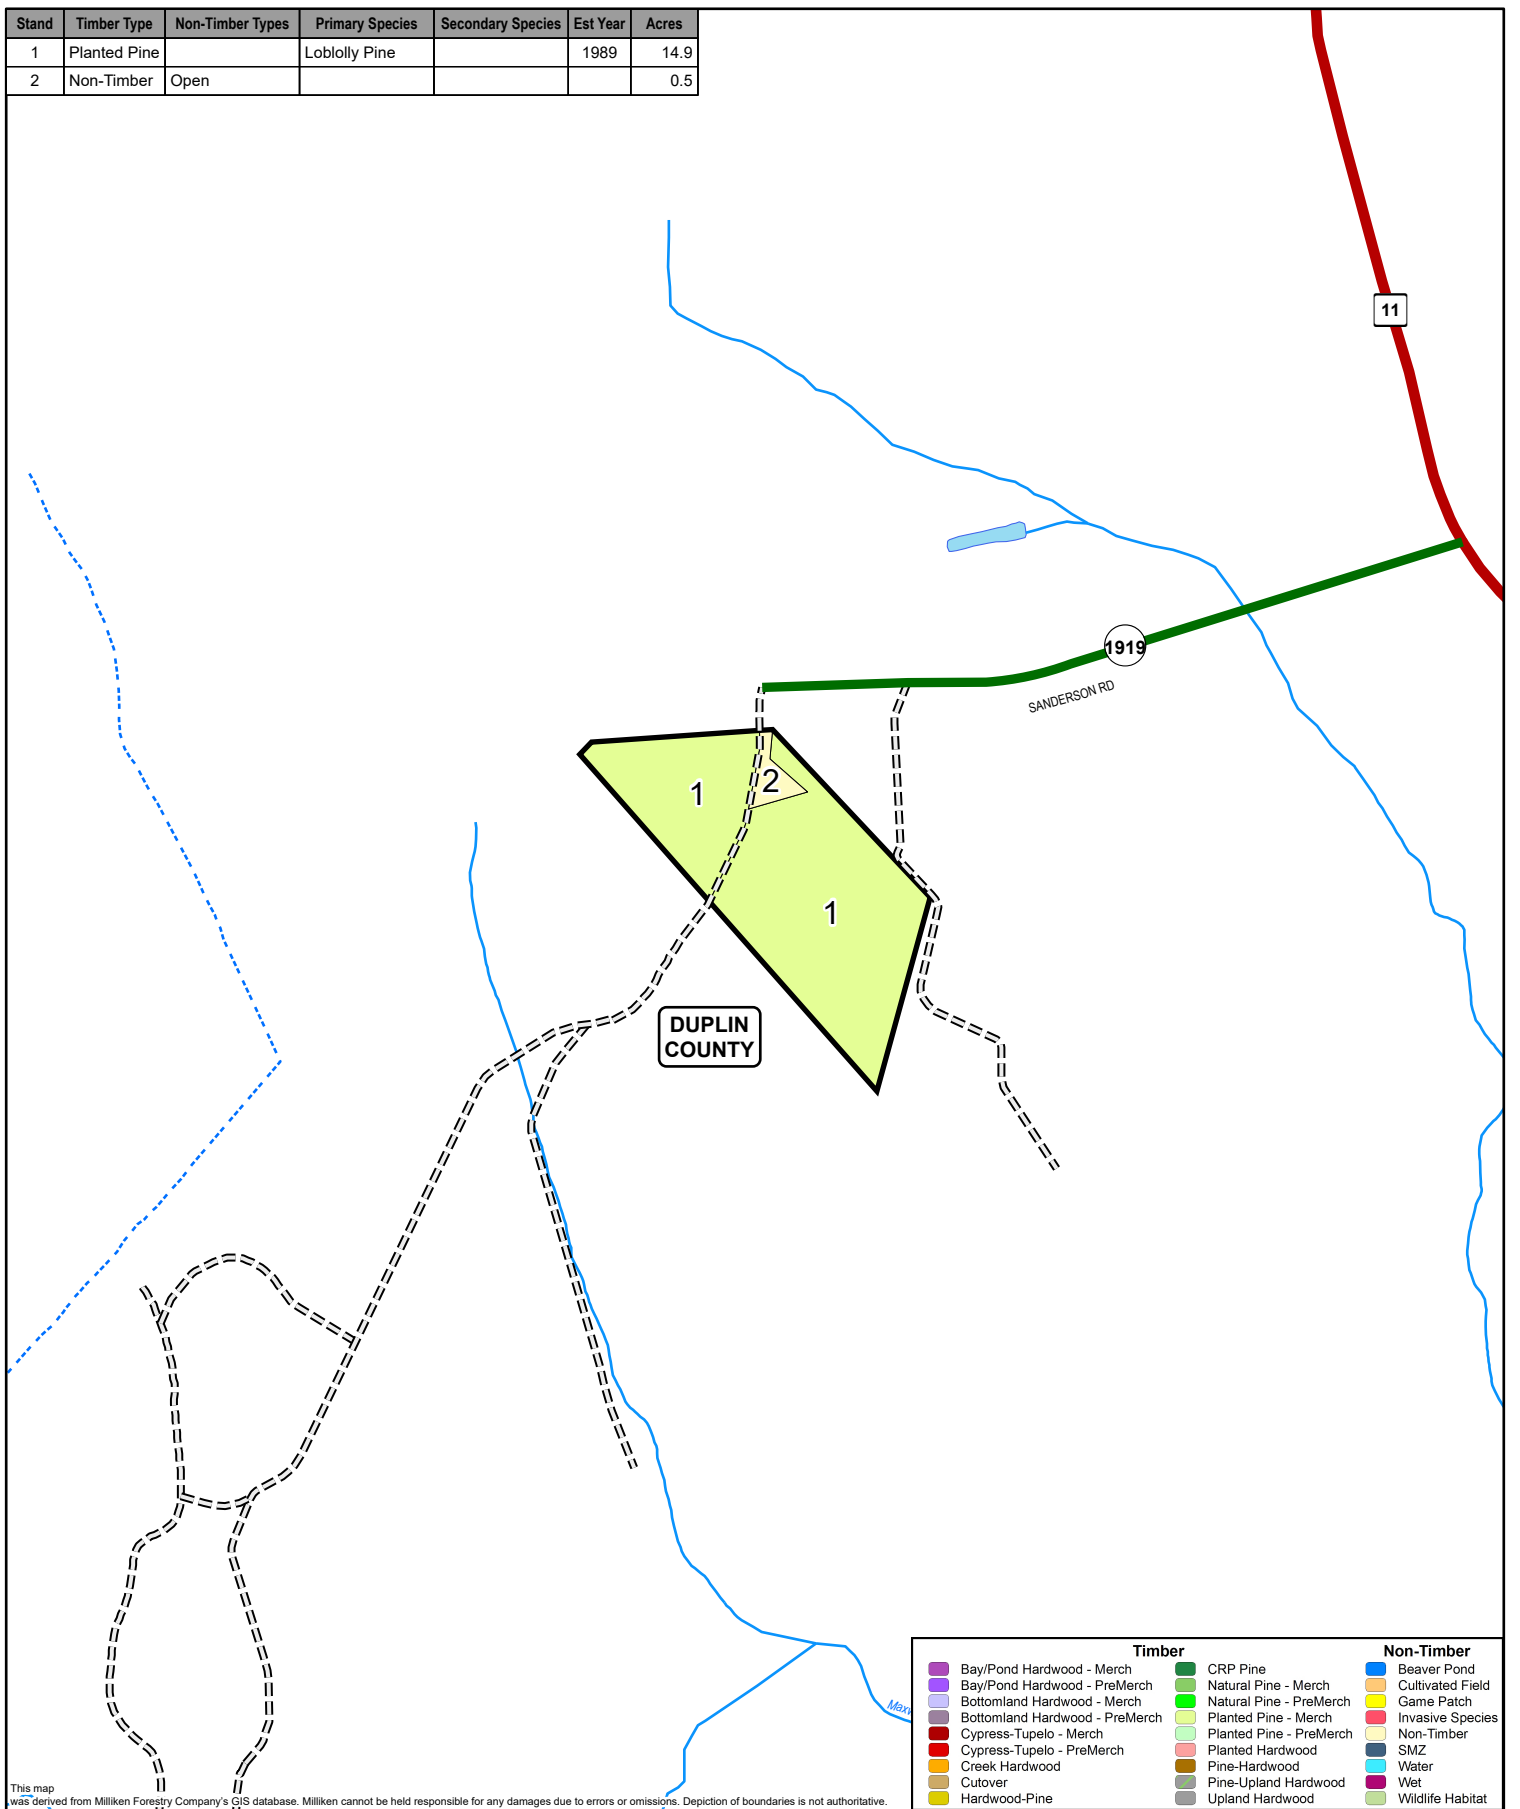 Stand Timber Type Non-Timber Types Primary Species Secondary Species Est Year Acres
1 Planted Pine Loblolly Pine 1989 14.9
2 Non-Timber Open 0.5
11
1919
SANDERSON RD
1
2
1
DUPLIN
COUNTY
Timber Non-Timber
Bay/Pond Hardwood - Merch CRP Pine Beaver Pond
Bay/Pond Hardwood - PreMerch Natural Pine - Merch Cultivated Field
Bottomland Hardwood - Merch Natural Pine - PreMerch Game Patch
Bottomland Hardwood - PreMerch Planted Pine - Merch Invasive Species
Cypress-Tupelo - Merch Planted Pine - PreMerch Non-Timber
Cypress-Tupelo - PreMerch Planted Hardwood SMZ
Creek Hardwood Pine-Hardwood Water
Cutover Pine-Upland Hardwood Wet
Hardwood-Pine Upland Hardwood Wildlife Habitat
This map
was derived from Milliken Forestry Company's GIS database. Milliken cannot be held responsible for any damages due to errors or omissions. Depiction of boundaries is not authoritative.